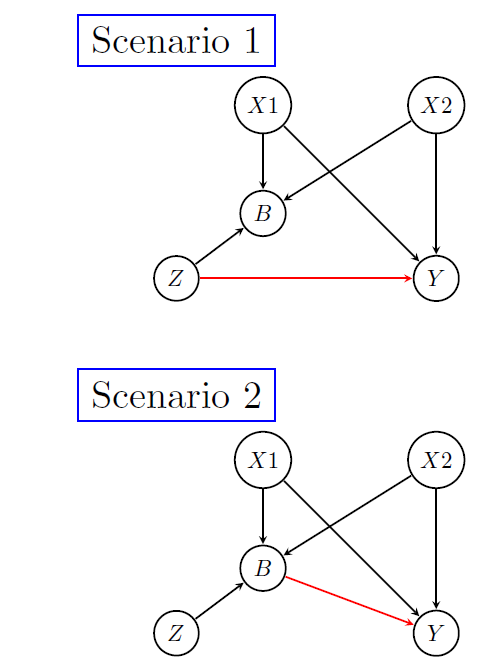 Scenario 1
X1 X2
B
Z Y
Scenario 2
X1 X2
B
Z Y